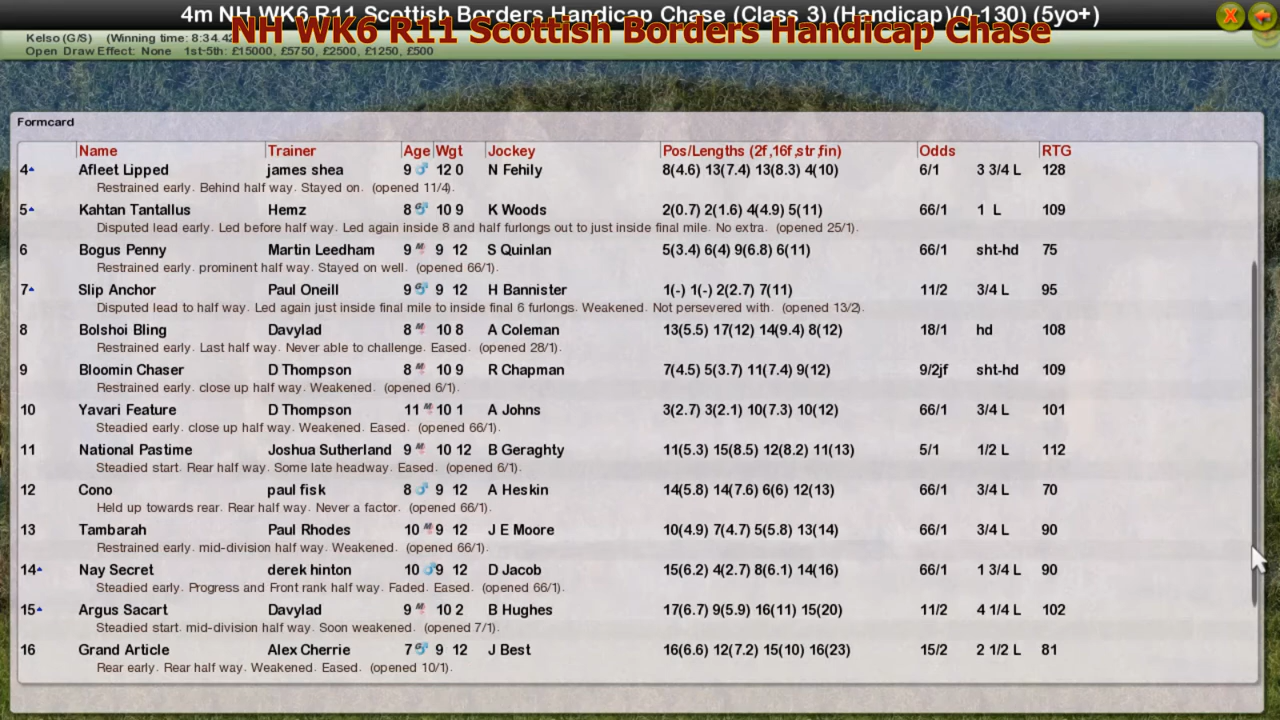 4m NH WK6 R11 Scottish Borders Handicap Chase (Class 3) (Handicap)(0-130) (5yo+)
NH WK6 R11 Scottish Borders Handicap Chase
Kelso(G/S) (Winning time: 8:34.42
Open Draw Effect: None 1st-5th: £15000, £5750, £2500, £1250, £500
Formcard
Name Trainer Age Wgt Jockey Pos/Lengths (2f,16f,str,fin) Odds RTG
4 Afleet Lipped james shea 9 12 0 N Fehily 8(4.6) 13(7.4) 13(8.3) 4(10) 6/1 3 3/4 L 128
Restrained early. Behind half way. Stayed on. (opened 11/4).
5 Kahtan Tantallus Hemz 8 10 9 K Woods 2(0.7) 2(1.6) 4(4.9) 5(11) 66/1 1 L 109
Disputed lead early. Led before half way. Led again inside 8 and half furlongs out to just inside final mile. No extra. (opened 25/1).
6 Bogus Penny Martin Leedham 9 9 12 S Quinlan 5(3.4) 6(4) 9(6.8) 6(11) 66/1 sht-hd 75
Restrained early. prominent half way. Stayed on well. (opened 66/1).
7 Slip Anchor Paul Oneill 9 9 12 H Bannister 1(-) 1(-) 2(2.7) 7(11) 11/2 3/4 L 95
Disputed lead to half way. Led again just inside final mile to inside final 6 furlongs. Weakened. Not persevered with. (opened 13/2).
8 Bolshoi Bling Davylad 8 10 8 A Coleman 13(5.5) 17(12) 14(9.4) 8(12) 18/1 hd 108
Restrained early. Last half way. Never able to challenge. Eased. (opened 28/1).
9 Bloomin Chaser D Thompson 8 10 9 R Chapman 7(4.5) 5(3.7) 11(7.4) 9(12) 9/2jf sht-hd 109
Restrained early. close up half way. Weakened. (opened 6/1).
10 Yavari Feature D Thompson 11 10 1 A Johns 3(2.7) 3(2.1) 10(7.3) 10(12) 66/1 3/4 L 101
Steadied early. close up half way. Weakened. Eased. (opened 66/1).
11 National Pastime Joshua Sutherland 9 10 12 B Geraghty 11(5.3) 15(8.5) 12(8.2) 11(13) 5/1 1/2 L 112
Steadied start. Rear half way. Some late headway. Eased. (opened 6/1).
12 Cono paul fisk 8 9 12 A Heskin 14(5.8) 14(7.6) 6(6) 12(13) 66/1 3/4 L 70
Held up towards rear. Rear half way. Never a factor. (opened 66/1).
13 Tambarah Paul Rhodes 10 9 12 J E Moore 10(4.9) 7(4.7) 5(5.8) 13(14) 66/1 3/4 L 90
Restrained early. mid-division half way. Weakened. (opened 66/1).
14 Nay Secret derek hinton 10 9 12 D Jacob 15(6.2) 4(2.7) 8(6.1) 14(16) 66/1 1 3/4 L 90
Steadied early. Progress and Front rank half way. Faded. Eased. (opened 66/1).
15 Argus Sacart Davylad 9 10 2 B Hughes 17(6.7) 9(5.9) 16(11) 15(20) 11/2 4 1/4 L 102
Steadied start. mid-division half way. Soon weakened. (opened 7/1).
16 Grand Article Alex Cherrie 7 9 12 J Best 16(6.6) 12(7.2) 15(10) 16(23) 15/2 2 1/2 L 81
Rear early. Rear half way. Weakened. Eased. (opened 10/1).